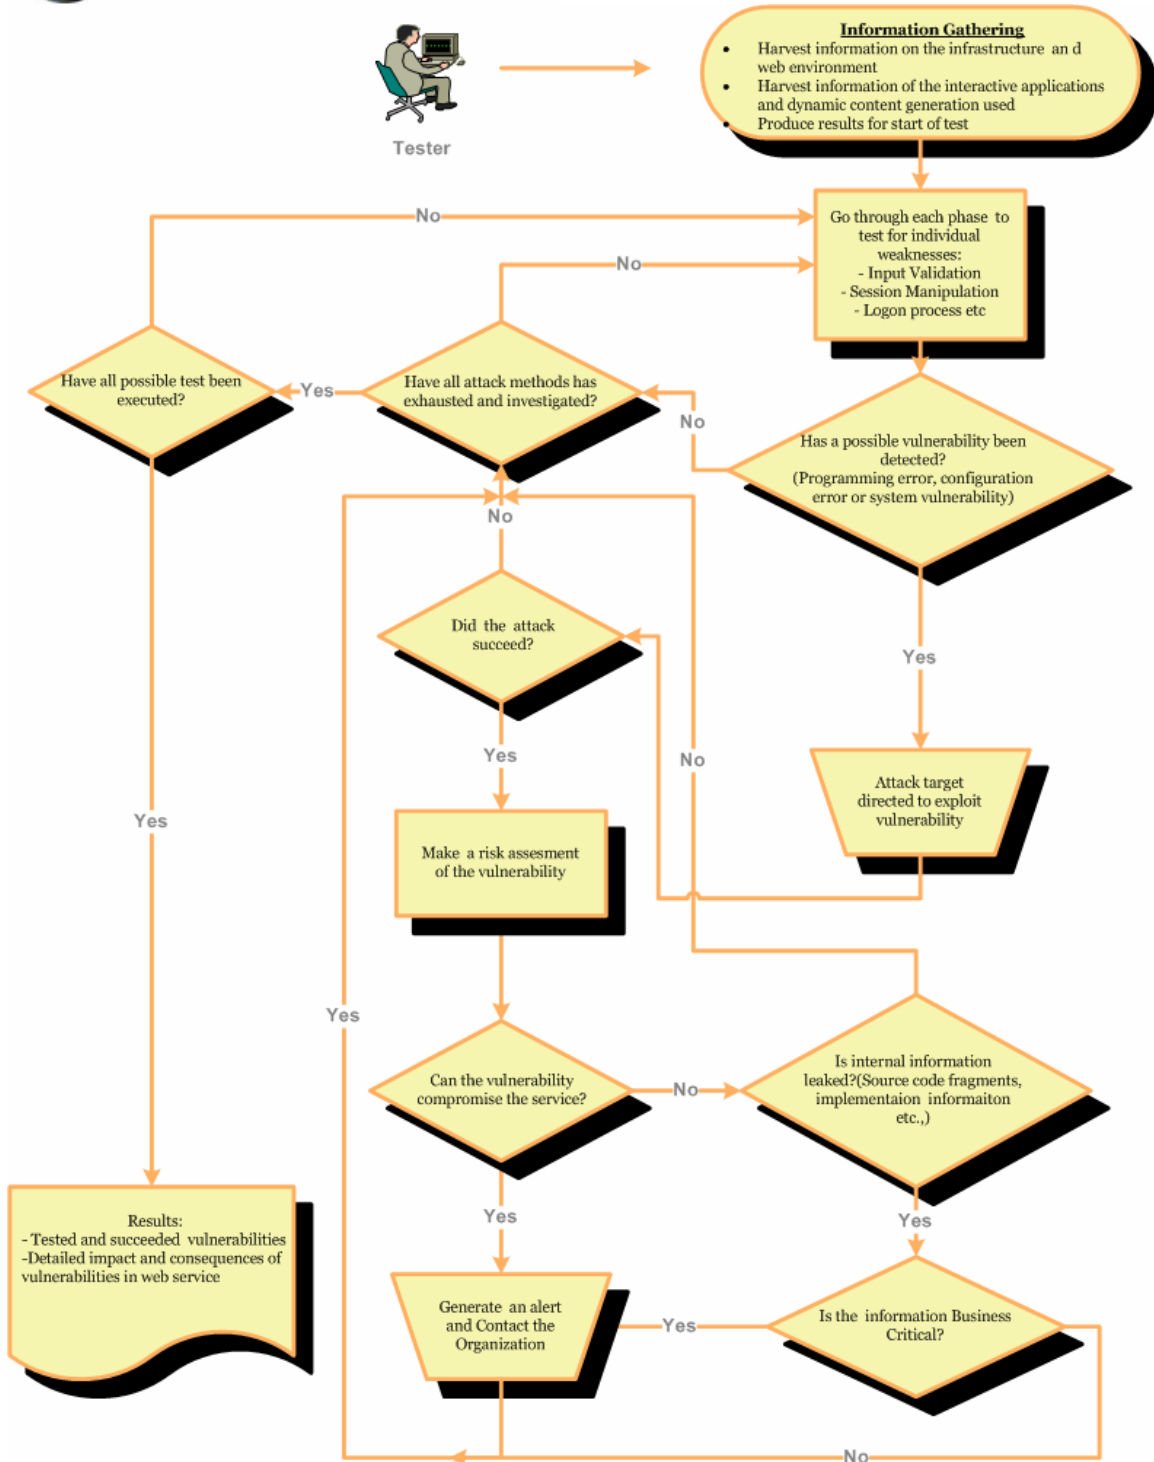 Information Gathering
• Harvest information on the infrastructure an d
web environment
• Harvest information of the interactive applications
and dynamic content generation used
• Produce results for start of test
Tester
No
Go through each phase to
test for individual
weaknesses:
- Input Validation
- Session Manipulation
- Logon process etc
No
Have all possible test been
executed?
Yes
Have all attack methods has
exhausted and investigated?
No
Has a possible vulnerability been
detected?
(Programming error, configuration
error or system vulnerability)
No
Did the attack
succeed?
Yes
Yes
No
Attack target
directed to exploit
vulnerability
Yes
Make a risk assesment
of the vulnerability
Yes
Can the vulnerability
compromise the service?
No
Is internal information
leaked?(Source code fragments,
implementaion informaiton
etc.,)
Yes
Yes
Results:
- Tested and succeeded vulnerabilities
-Detailed impact and consequences of
vulnerabilities in web service
Generate an alert
and Contact the
Organization
Yes
Is the information Business
Critical?
No